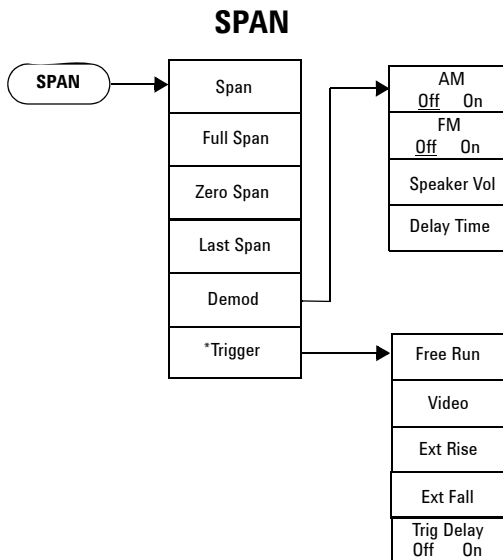 SPAN
SPAN
Span
Full Span
Zero Span
Last Span
Demod
*Trigger
AM
Off On
FM
Off On
Speaker Vol
Delay Time
Free Run
Video
Ext Rise
Ext Fall
Trig Delay
Off On